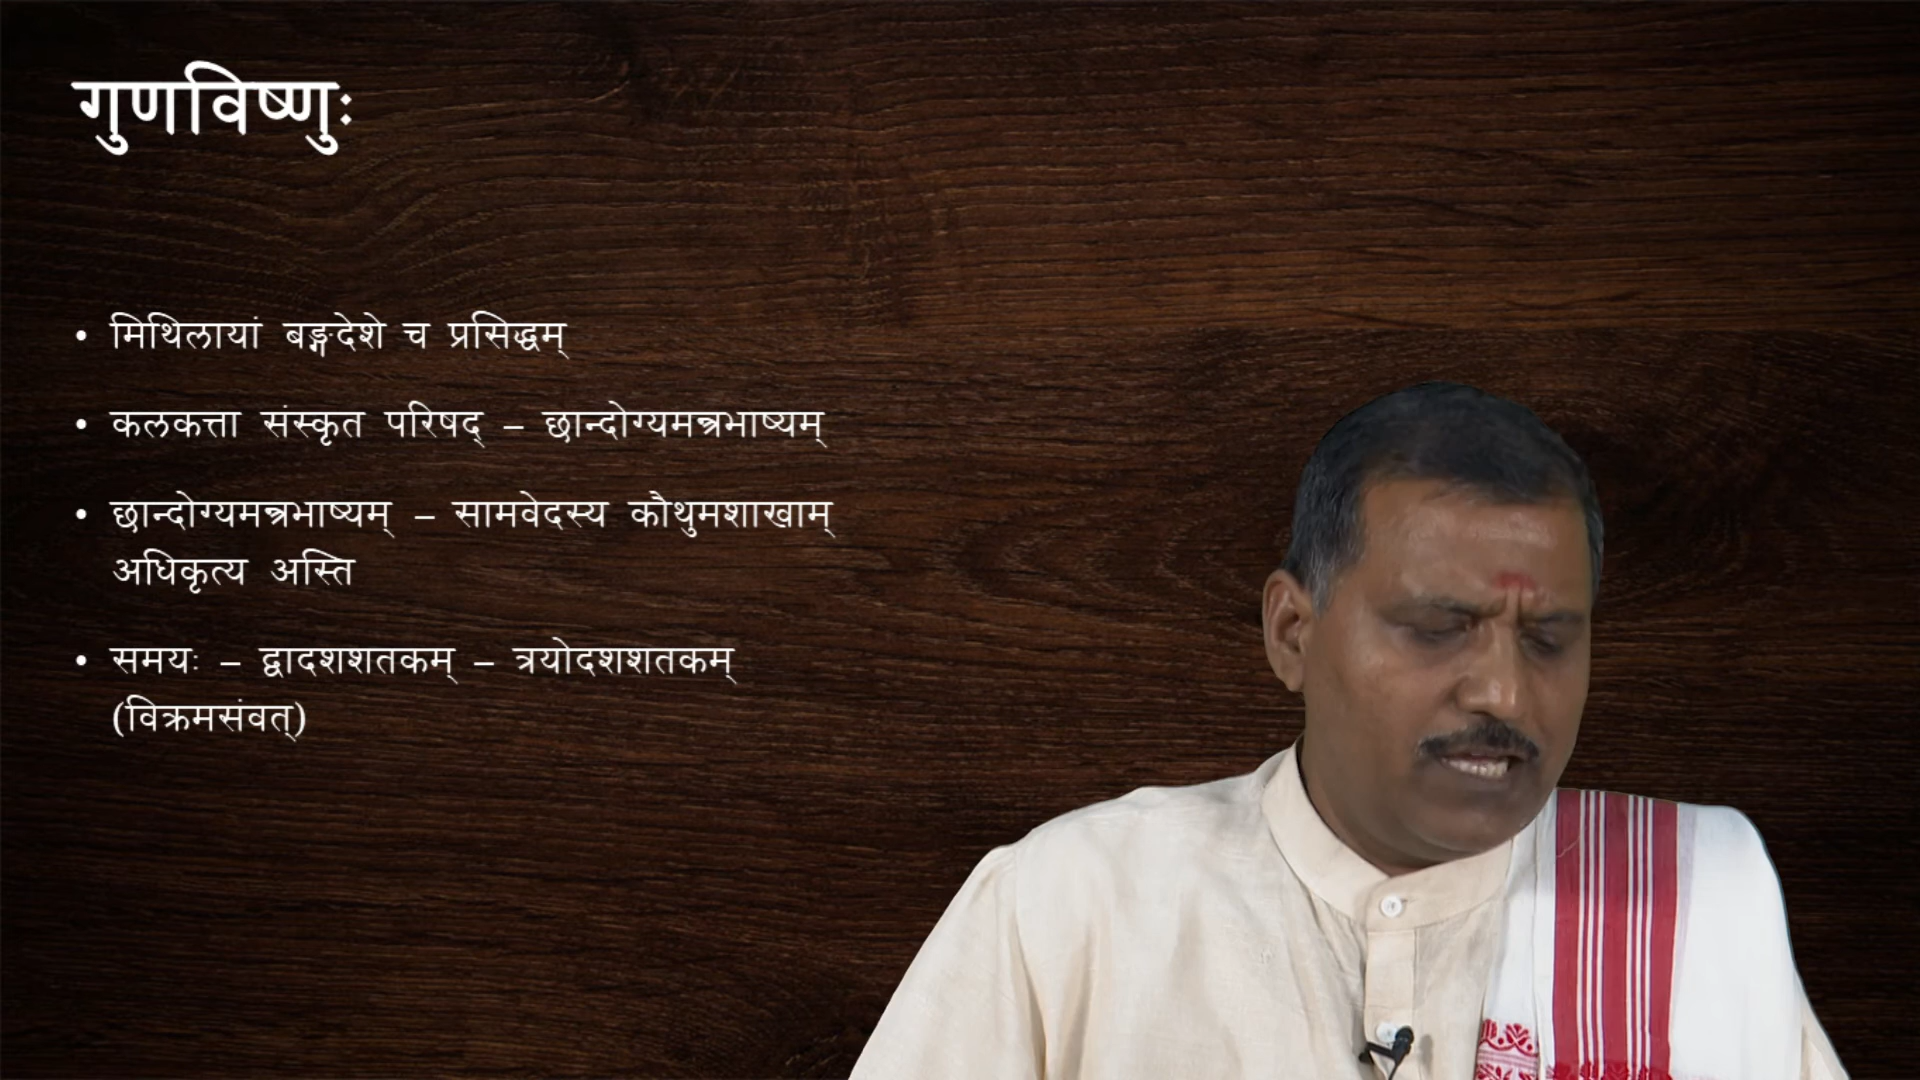 गुणविष्णुः
• मिथिलायां बङ्गदेशे च प्रसिद्धम्
• कलकत्ता संस्कृत परिषद् – छान्दोग्यमन्त्रभाष्यम्
• छान्दोग्यमन्त्रभाष्यम् – सामवेदस्य कौथुमशाखाम्
अधिकृत्य अस्ति
• समयः – द्वादशशतकम् – त्रयोदशशतकम्
(विक्रमसंवत्)